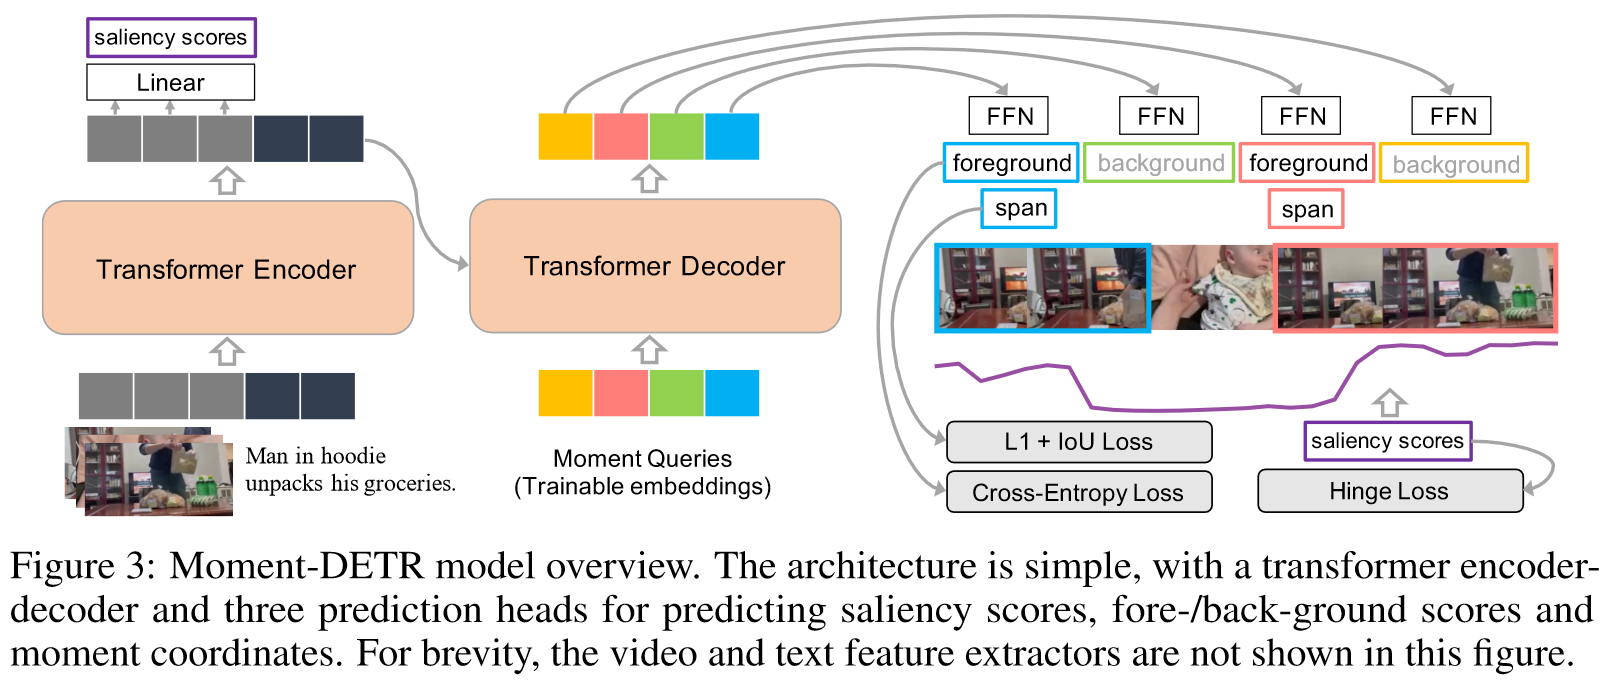 saliency scores
Linear
Transformer Encoder
Man in hoodie
unpacks his groceries.
Transformer Decoder
Moment Queries
(Trainable embeddings)
FFN FFN FFN FFN
foreground background foreground background
span span
L1 + IoU Loss
Cross-Entropy Loss
saliency scores
Hinge Loss
Figure 3: Moment-DETR model overview. The architecture is simple, with a transformer encoder-
decoder and three prediction heads for predicting saliency scores, fore-/back-ground scores and
moment coordinates. For brevity, the video and text feature extractors are not shown in this figure.